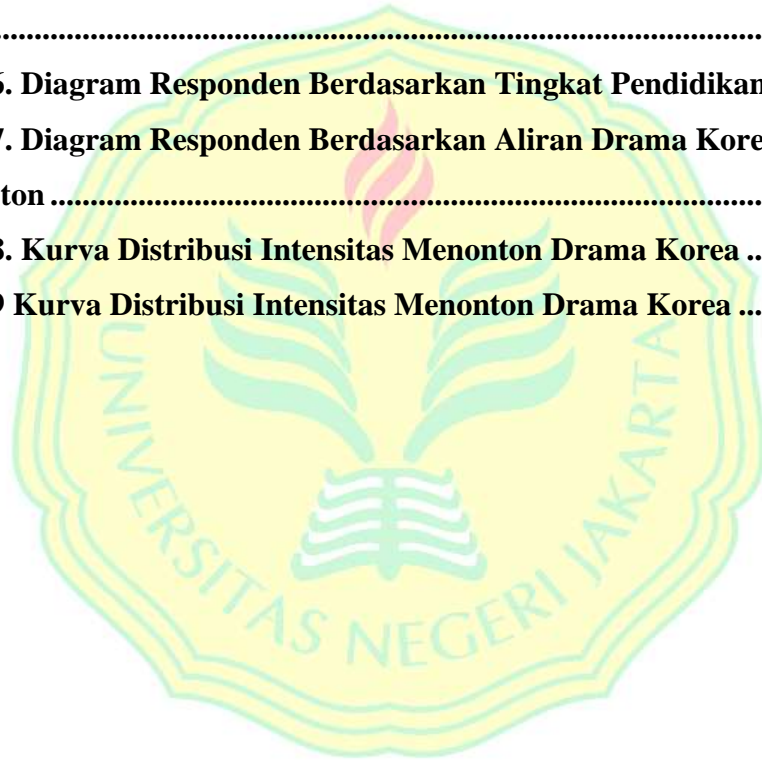 ..........................................................................................................
6. Diagram Responden Berdasarkan Tingkat Pendidikan
7. Diagram Responden Berdasarkan Aliran Drama Kore
ton ..................................................................................................
8. Kurva Distribusi Intensitas Menonton Drama Korea ..
9 Kurva Distribusi Intensitas Menonton Drama Korea ...
UNIVERSITAS NEGERI JAKARTA